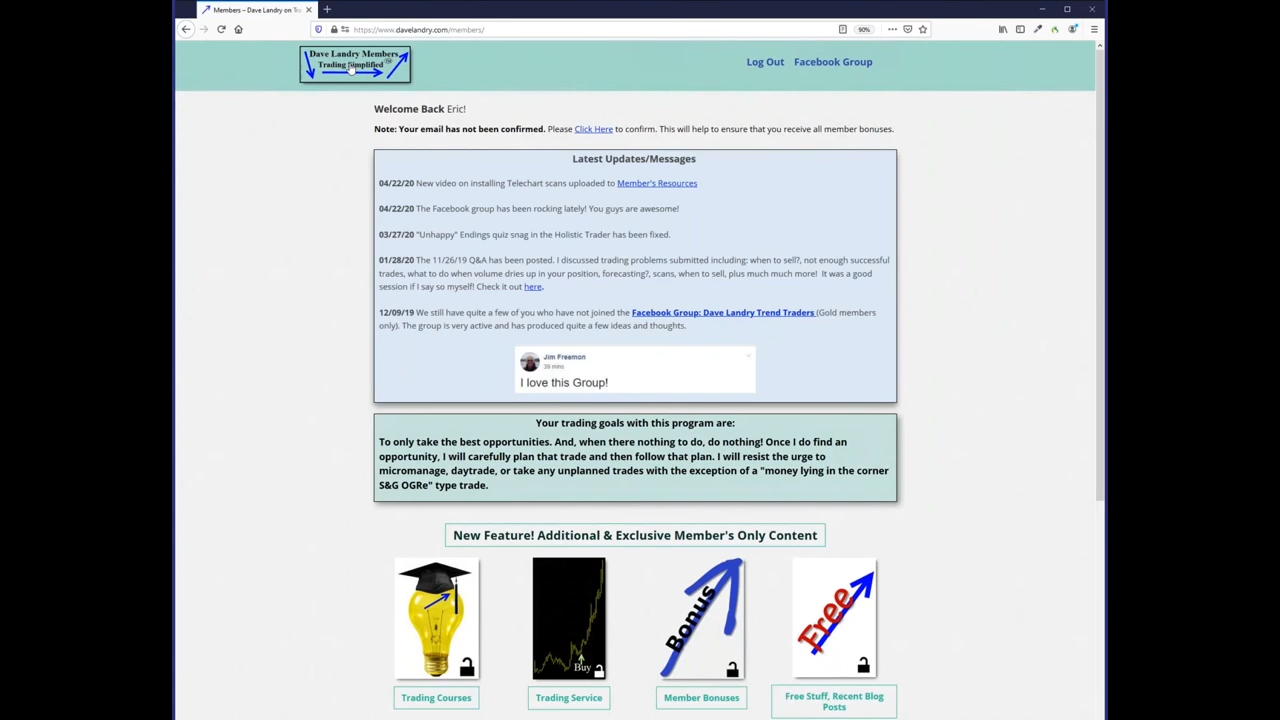 Members – Dave Landry on Tr
https://www.davelandry.com/members/
90%
Dave Landry Members
Trading Simplified
Log Out Facebook Group
Welcome Back Eric!
Note: Your email has not been confirmed. Please Click Here to confirm. This will help to ensure that you receive all member bonuses.
Latest Updates/Messages
04/22/20 New video on installing Telechart scans uploaded to Member's Resources
04/22/20 The Facebook group has been rocking lately! You guys are awesome!
03/27/20 "Unhappy" Endings quiz snag in the Holistic Trader has been fixed.
01/28/20 The 11/26/19 Q&A has been posted. I discussed trading problems submitted including: when to sell?, not enough successful
trades, what to do when volume dries up in your position, forecasting?, scans, when to sell, plus much much more! It was a good
session if I say so myself! Check it out here.
12/09/19 We still have quite a few of you who have not joined the Facebook Group: Dave Landry Trend Traders (Gold members
only). The group is very active and has produced quite a few ideas and thoughts.
Jim Freemon
39 mins
I love this Group!
Your trading goals with this program are:
To only take the best opportunities. And, when there nothing to do, do nothing! Once I do find an
opportunity, I will carefully plan that trade and then follow that plan. I will resist the urge to
micromanage, daytrade, or take any unplanned trades with the exception of a "money lying in the corner
S&G OGRe" type trade.
New Feature! Additional & Exclusive Member's Only Content
Buy
Bonus
Free
Trading Courses
Trading Service
Member Bonuses
Free Stuff, Recent Blog
Posts